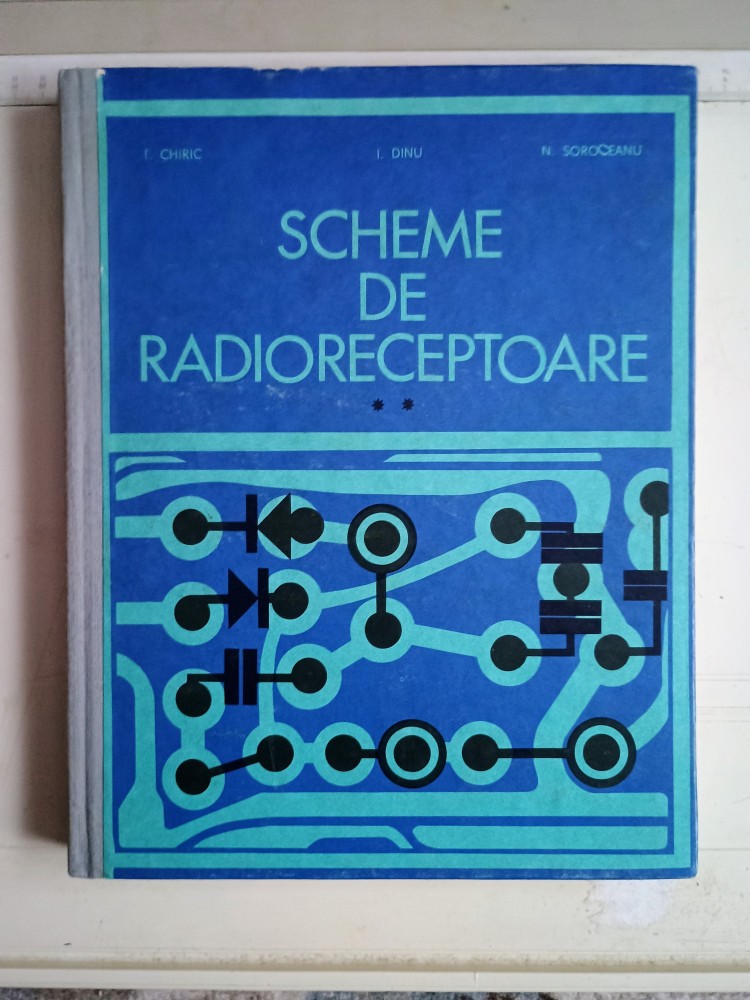 T. CHIRIC I. DINU N. SOROCEANU
SCHEME
DE
RADIORECEPTOARE
* *